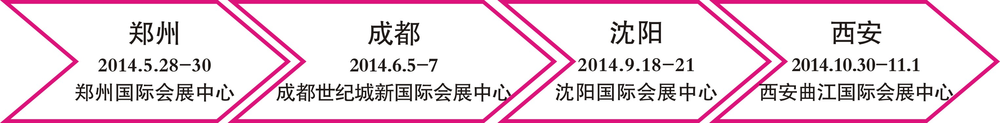 郑州
2014.5.28-30
郑州国际会展中心
成都
2014.6.5-7
成都世纪城新国际会展中心
沈阳
2014.9.18-21
沈阳国际会展中心
西安
2014.10.30-11.1
西安曲江国际会展中心